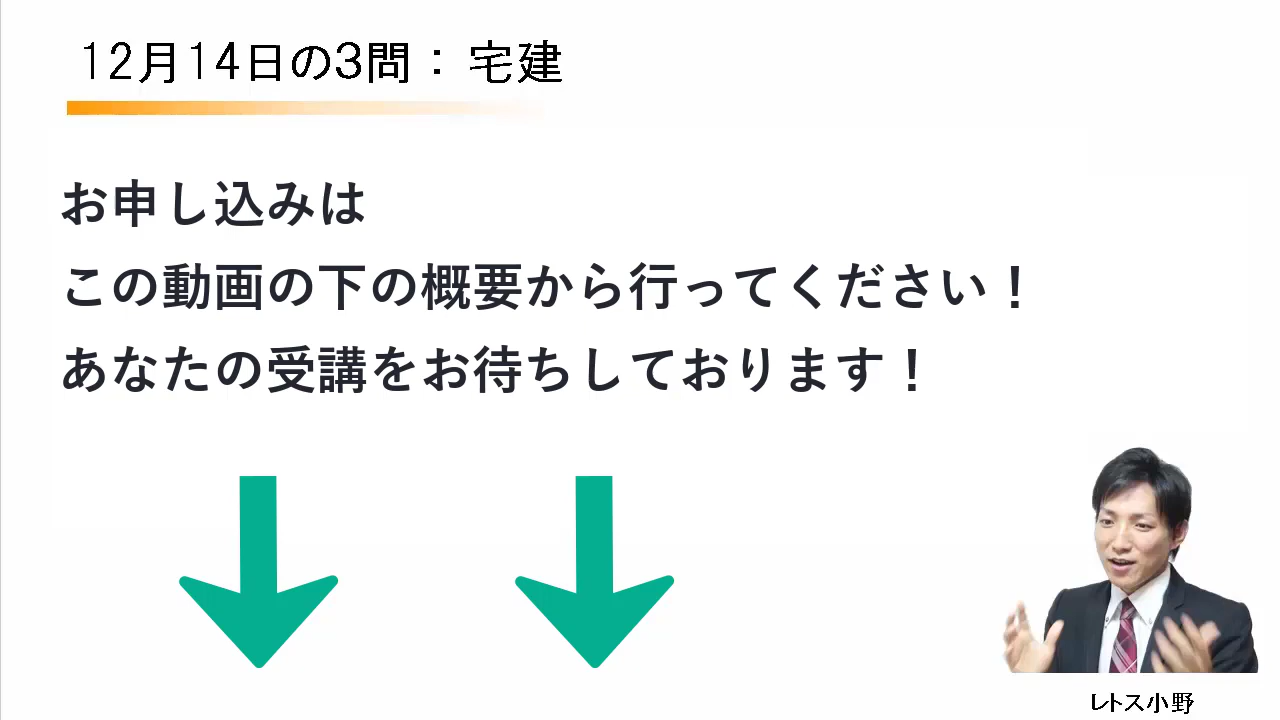 12月14日の3問：宅建
お申し込みは
この動画の下の概要から行ってください！
あなたの受講をお待ちしております！
レトス小野